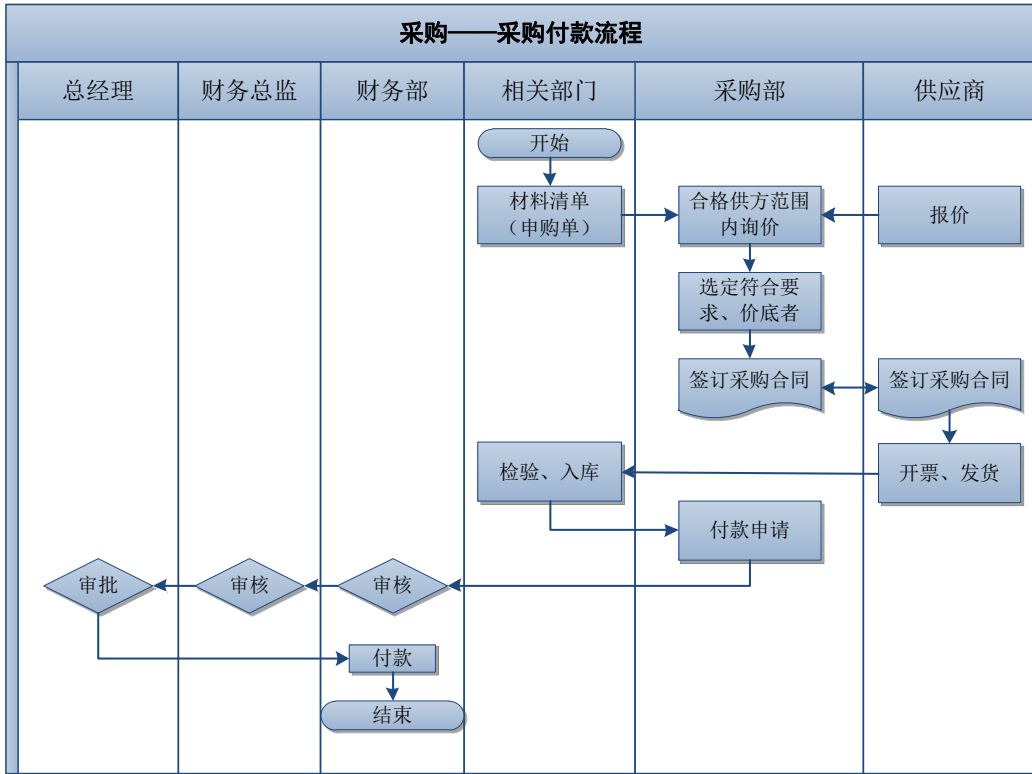 采购——采购付款流程
总经理
财务总监
财务部
相关部门
采购部
供应商
开始
材料清单
（申购单）
合格供方范围
内询价
报价
选定符合要
求、价底者
签订采购合同
签订采购合同
检验、入库
开票、发货
付款申请
审批
审核
审核
付款
结束